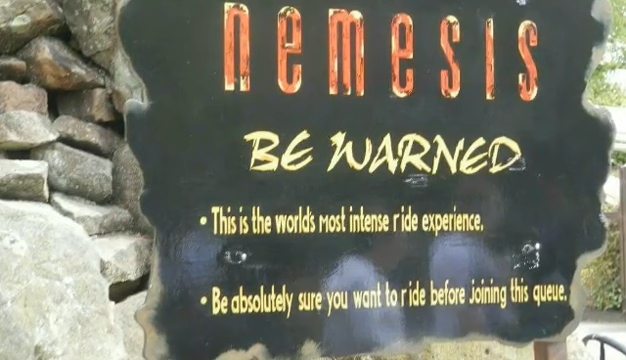 nemesis
BE WARNED
• This is the world's most intense ride experience.
• Be absolutely sure you want to ride before joining this queue.